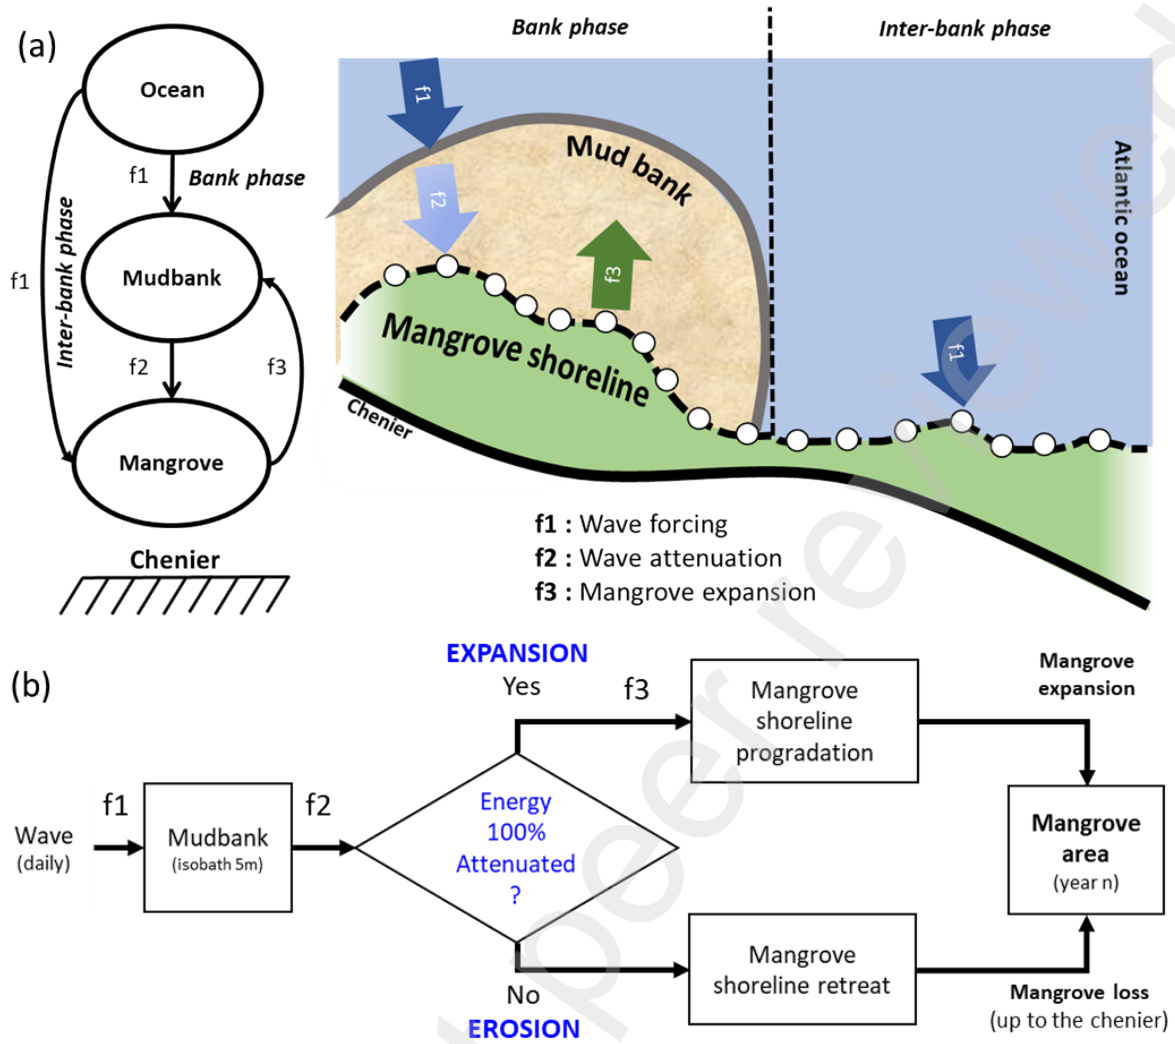 (a)
Ocean
f1
Bank phase
Inter-bank phase
f1
Mudbank
f2
f3
Mangrove
Chenier
Bank phase
Inter-bank phase
f1
Mud bank
f2
f3
Atlantic ocean
Mangrove shoreline
f1
Chenier
f1 : Wave forcing
f2 : Wave attenuation
f3 : Mangrove expansion
(b)
EXPANSION
Yes
f3
Mangrove
shoreline
progradation
Mangrove
expansion
Wave
(daily)
f1
Mudbank
(isobath 5m)
f2
Energy
100%
Attenuated
?
Mangrove
area
(year n)
No
EROSION
Mangrove
shoreline retreat
Mangrove loss
(up to the chenier)
t peer reviewed